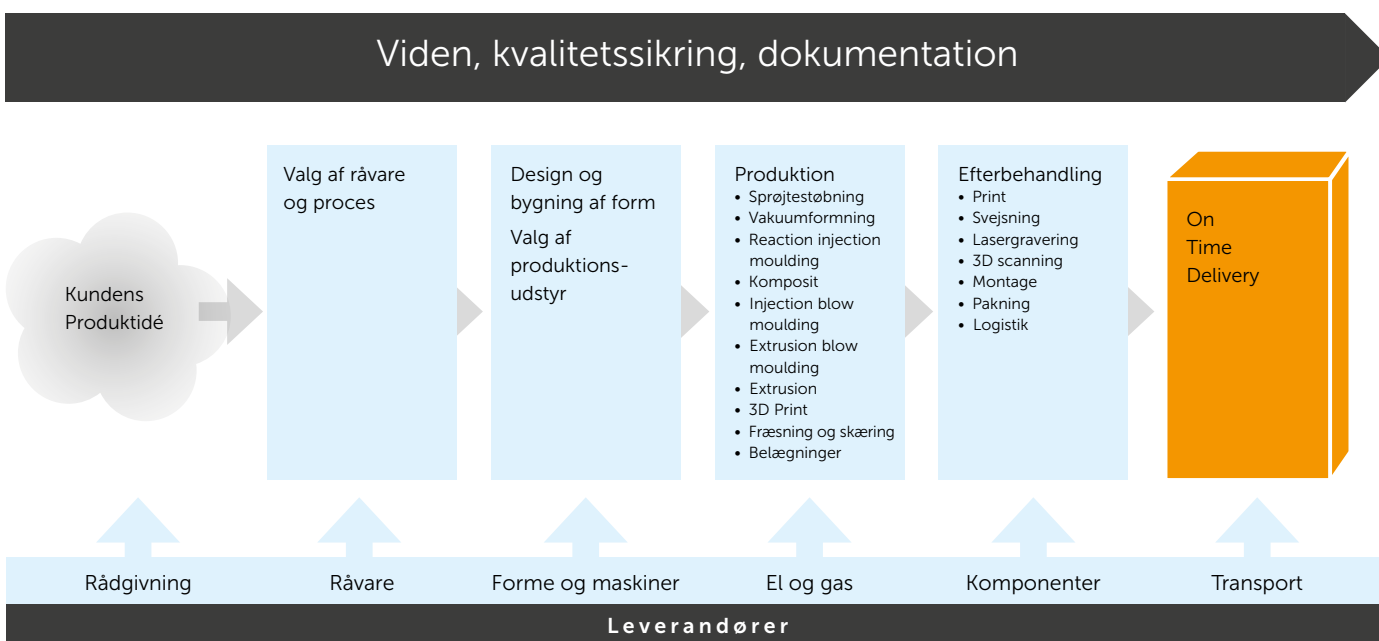 Viden, kvalitetssikring, dokumentation
Kundens
Produktidé
Valg af råvare
og proces
Design og
bygning af form
Valg af
produktions-
udstyr
Produktion
• Sprøjtestøbning
• Vakuumformning
• Reaction injection
moulding
• Komposit
• Injection blow
moulding
• Extrusion blow
moulding
• Extrusion
• 3D Print
• Fræsning og skæring
• Belægninger
Efterbehandling
• Print
• Svejsning
• Lasergravering
• 3D scanning
• Montage
• Pakning
• Logistik
On
Time
Delivery
Rådgivning
Råvare
Forme og maskiner
El og gas
Komponenter
Transport
Leverandører